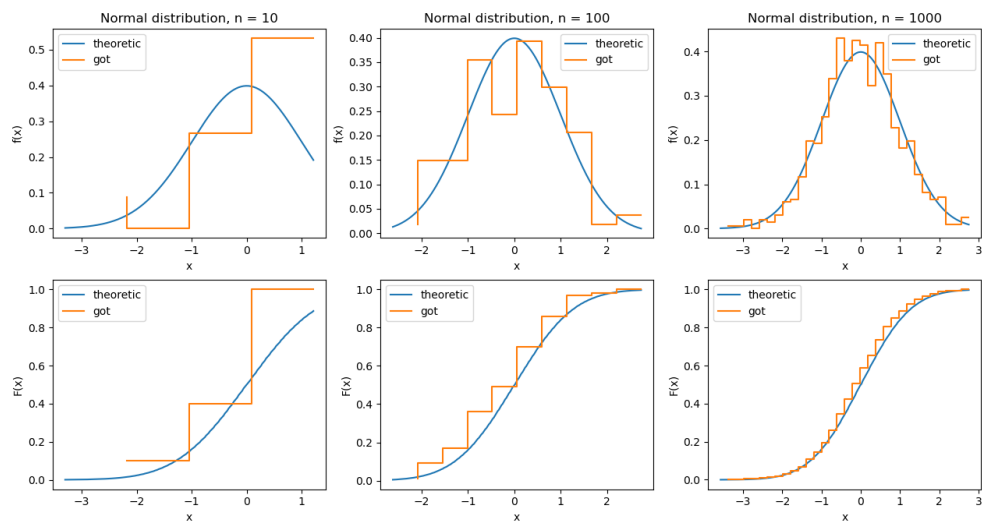 Normal distribution, n = 10
0.5
0.4
0.3
0.2
0.1
0.0
f(x)
theoretic
got
−3
−2
−1
0
1
x
Normal distribution, n = 100
0.40
0.35
0.30
0.25
0.20
0.15
0.10
0.05
0.00
f(x)
theoretic
got
−2
−1
0
1
2
x
Normal distribution, n = 1000
0.4
0.3
0.2
0.1
0.0
f(x)
theoretic
got
−3
−2
−1
0
1
2
3
x
1.0
0.8
0.6
0.4
0.2
0.0
F(x)
theoretic
got
−3
−2
−1
0
1
x
1.0
0.8
0.6
0.4
0.2
0.0
F(x)
theoretic
got
−2
−1
0
1
2
x
1.0
0.8
0.6
0.4
0.2
0.0
F(x)
theoretic
got
−3
−2
−1
0
1
2
3
x